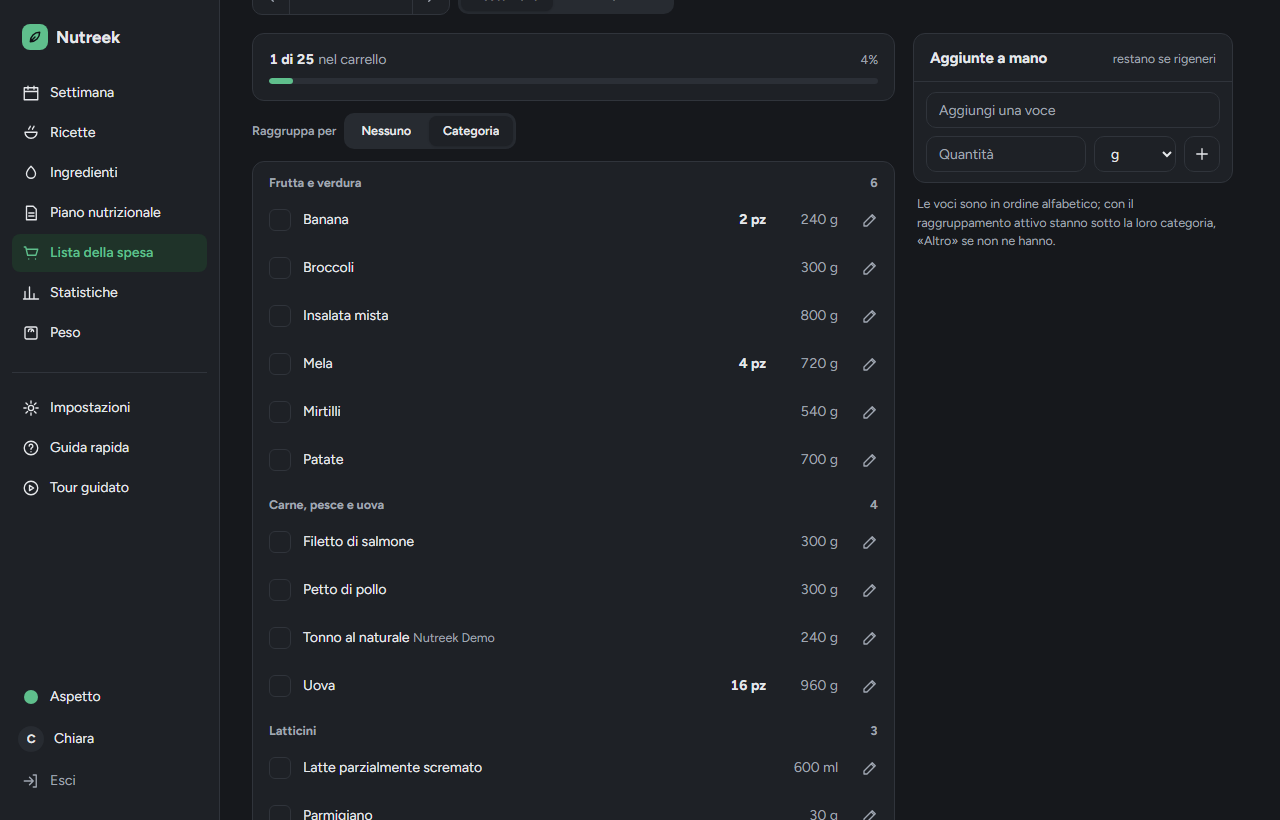 Nutreek
Settimana
Ricette
Ingredienti
Piano nutrizionale
Lista della spesa
Statistiche
Peso
Impostazioni
Guida rapida
Tour guidato
Aspetto
C Chiara
Esci
1 di 25 nel carrello 4%
Raggruppa per Nessuno Categoria
Frutta e verdura 6
Banana 2 pz 240 g
Broccoli 300 g
Insalata mista 800 g
Mela 4 pz 720 g
Mirtilli 540 g
Patate 700 g
Carne, pesce e uova 4
Filetto di salmone 300 g
Petto di pollo 300 g
Tonno al naturale Nutreek Demo 240 g
Uova 16 pz 960 g
Latticini 3
Latte parzialmente scremato 600 ml
Parmigiano 30 g
Aggiunte a mano restano se rigeneri
Aggiungi una voce
Quantità g
Le voci sono in ordine alfabetico; con il
raggruppamento attivo stanno sotto la loro categoria,
«Altro» se non ne hanno.